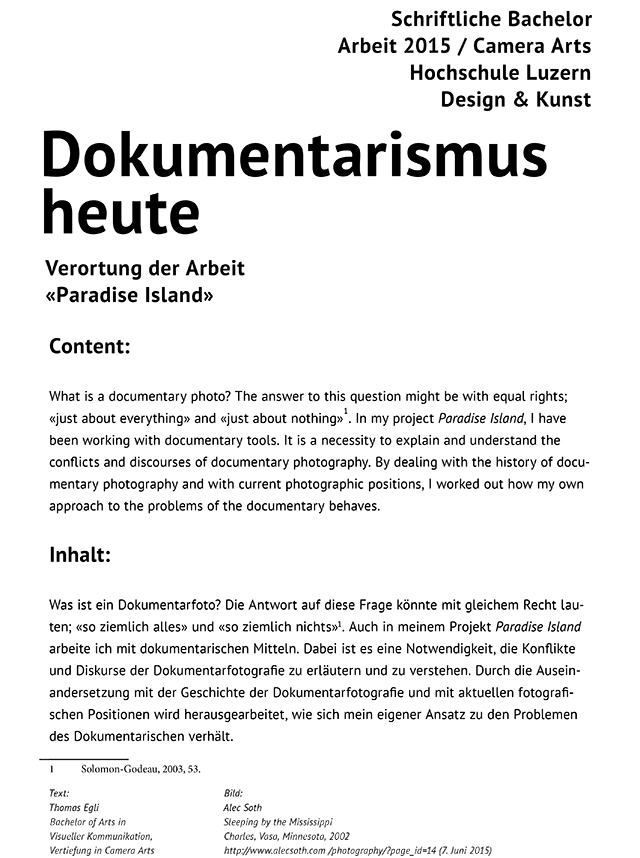 Schriftliche Bachelor
Arbeit 2015 / Camera Arts
Hochschule Luzern
Design & Kunst
Dokumentarismus
heute
Verortung der Arbeit
«Paradise Island»
Content:
What is a documentary photo? The answer to this question might be with equal rights;
«just about everything» and «just about nothing»¹. In my project Paradise Island, I have
been working with documentary tools. It is a necessity to explain and understand the
conflicts and discourses of documentary photography. By dealing with the history of docu-
mentary photography and with current photographic positions, I worked out how my own
approach to the problems of the documentary behaves.
Inhalt:
Was ist ein Dokumentarfoto? Die Antwort auf diese Frage könnte mit gleichem Recht lau-
ten; «so ziemlich alles» und «so ziemlich nichts»¹. Auch in meinem Projekt Paradise Island
arbeite ich mit dokumentarischen Mitteln. Dabei ist es eine Notwendigkeit, die Konflikte
und Diskurse der Dokumentarfotografie zu erläutern und zu verstehen. Durch die Ausein-
andersetzung mit der Geschichte der Dokumentarfotografie und mit aktuellen fotografi-
schen Positionen wird herausgearbeitet, wie sich mein eigener Ansatz zu den Problemen
des Dokumentarischen verhält.
1 Solomon-Godeau, 2003, 53.
Text:
Thomas Egli
Bachelor of Arts in
Visueller Kommunikation,
Vertiefung in Camera Arts
Bild:
Alec Soth
Sleeping by the Mississippi
Charles, Vasa, Minnesota, 2002
http://www.alecsoth.com /photography/?page_id=14 (7. Juni 2015)